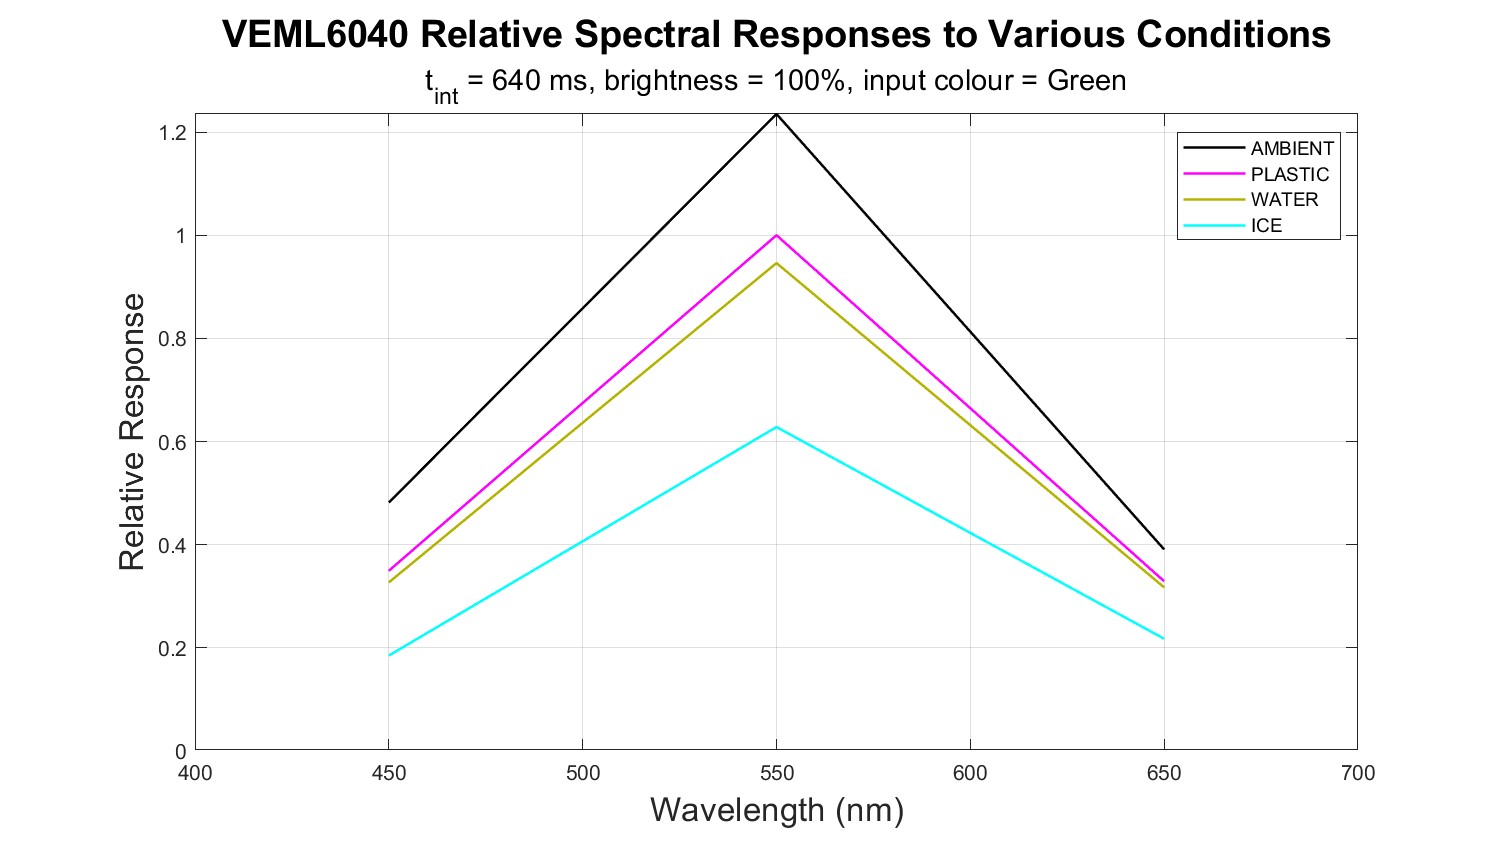 VEML6040 Relative Spectral Responses to Various Conditions
t_int = 640 ms, brightness = 100%, input colour = Green
1.2
1
0.8
0.6
0.4
0.2
0
Relative Response
AMBIENT
PLASTIC
WATER
ICE
400 450 500 550 600 650 700
Wavelength (nm)